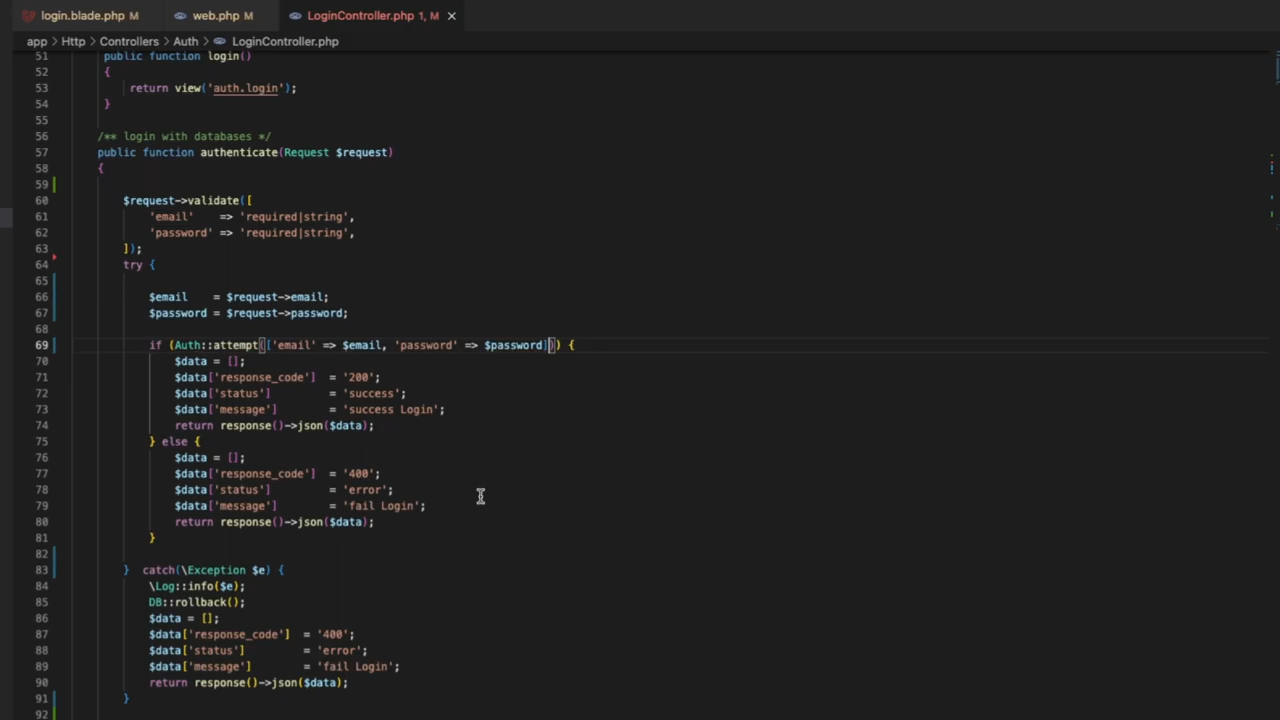 login.blade.php M web.php M LoginController.php 1, M
app > Http > Controllers > Auth > LoginController.php
51 public function login()
52 {
53 return view('auth.login');
54 }
55
56 /** login with databases */
57 public function authenticate(Request $request)
58 {
59
60 $request->validate([
61 'email' => 'required|string',
62 'password' => 'required|string',
63 ]);
64 try {
65
66 $email = $request->email;
67 $password = $request->password;
68
69 if (Auth::attempt(['email' => $email, 'password' => $password])) {
70 $data = [];
71 $data['response_code'] = '200';
72 $data['status'] = 'success';
73 $data['message'] = 'success Login';
74 return response()->json($data);
75 } else {
76 $data = [];
77 $data['response_code'] = '400';
78 $data['status'] = 'error';
79 $data['message'] = 'fail Login';
80 return response()->json($data);
81 }
82
83 } catch(\Exception $e) {
84 \Log::info($e);
85 DB::rollback();
86 $data = [];
87 $data['response_code'] = '400';
88 $data['status'] = 'error';
89 $data['message'] = 'fail Login';
90 return response()->json($data);
91 }
92